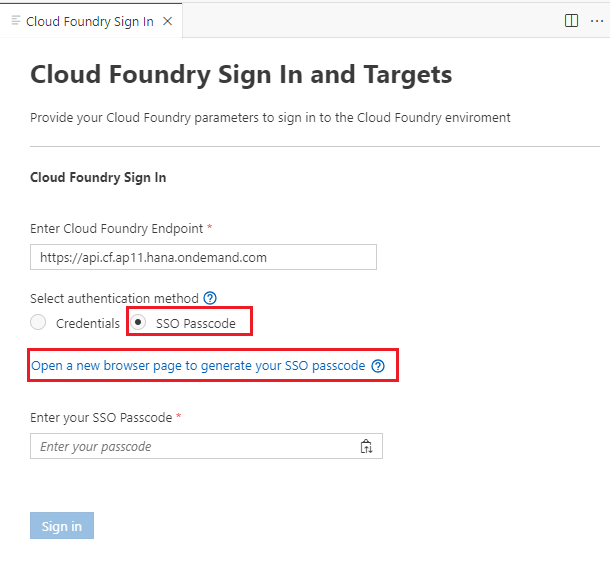 Cloud Foundry Sign In
Cloud Foundry Sign In and Targets
Provide your Cloud Foundry parameters to sign in to the Cloud Foundry enviroment
Cloud Foundry Sign In
Enter Cloud Foundry Endpoint *
https://api.cf.ap11.hana.ondemand.com
Select authentication method ?
Credentials SSO Passcode
Open a new browser page to generate your SSO passcode ?
Enter your SSO Passcode *
Enter your passcode
Sign in